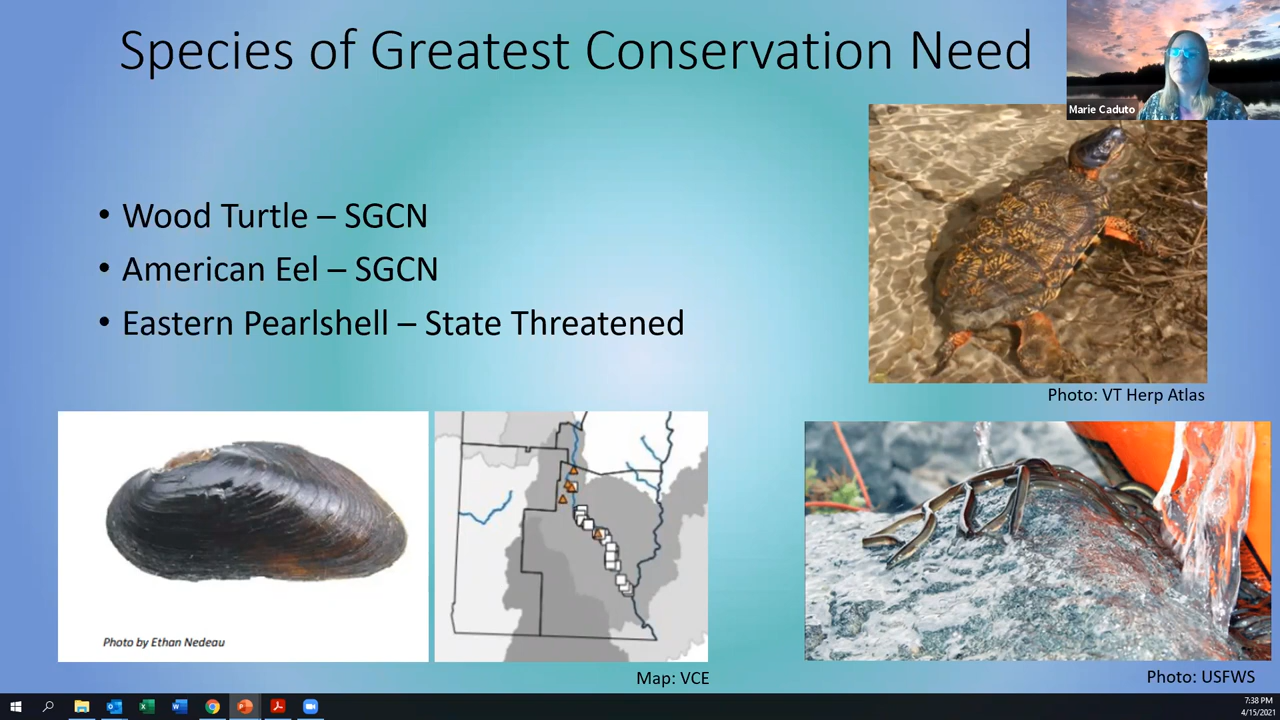 Species of Greatest Conservation Need
Marie Caduto
• Wood Turtle – SGCN
• American Eel – SGCN
• Eastern Pearlshell – State Threatened
Photo: VT Herp Atlas
Photo by Ethan Nedeau
Map: VCE
Photo: USFWS
7:38 PM
4/15/2021